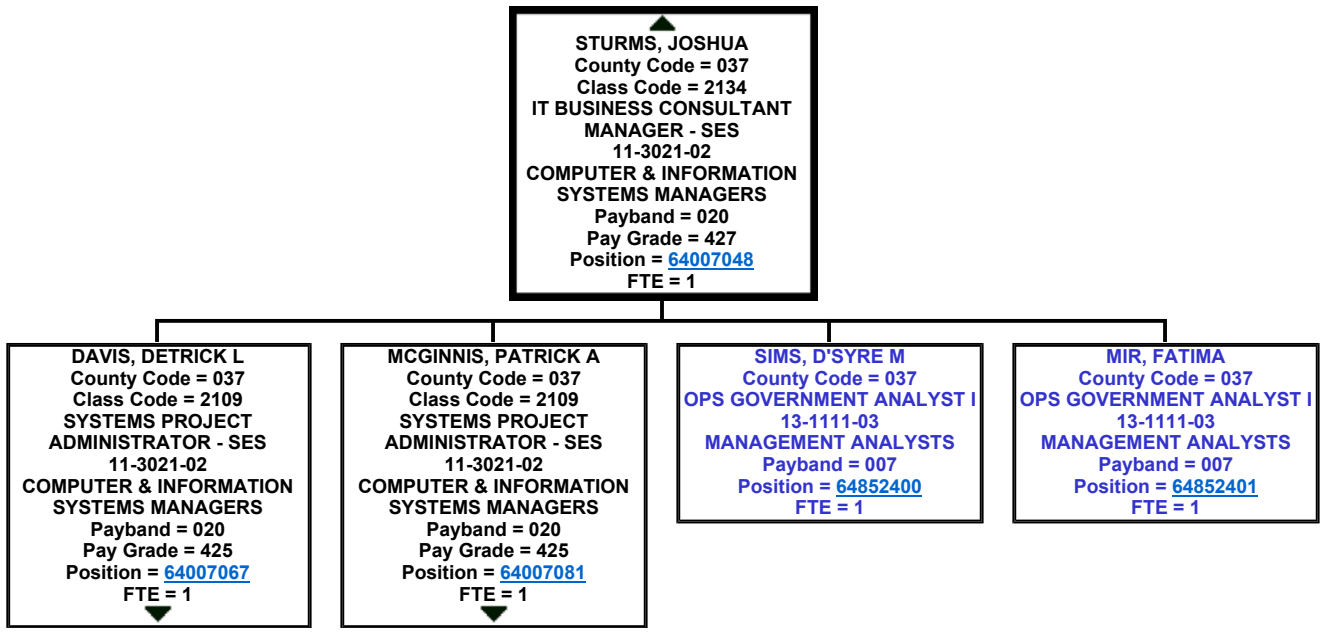 STURMS, JOSHUA
County Code = 037
Class Code = 2134
IT BUSINESS CONSULTANT
MANAGER - SES
11-3021-02
COMPUTER & INFORMATION
SYSTEMS MANAGERS
Payband = 020
Pay Grade = 427
Position = 64007048
FTE = 1
DAVIS, DETRICK L
County Code = 037
Class Code = 2109
SYSTEMS PROJECT
ADMINISTRATOR - SES
11-3021-02
COMPUTER & INFORMATION
SYSTEMS MANAGERS
Payband = 020
Pay Grade = 425
Position = 64007067
FTE = 1
MCGINNIS, PATRICK A
County Code = 037
Class Code = 2109
SYSTEMS PROJECT
ADMINISTRATOR - SES
11-3021-02
COMPUTER & INFORMATION
SYSTEMS MANAGERS
Payband = 020
Pay Grade = 425
Position = 64007081
FTE = 1
SIMS, D'SYRE M
County Code = 037
OPS GOVERNMENT ANALYST I
13-1111-03
MANAGEMENT ANALYSTS
Payband = 007
Position = 64852400
FTE = 1
MIR, FATIMA
County Code = 037
OPS GOVERNMENT ANALYST I
13-1111-03
MANAGEMENT ANALYSTS
Payband = 007
Position = 64852401
FTE = 1